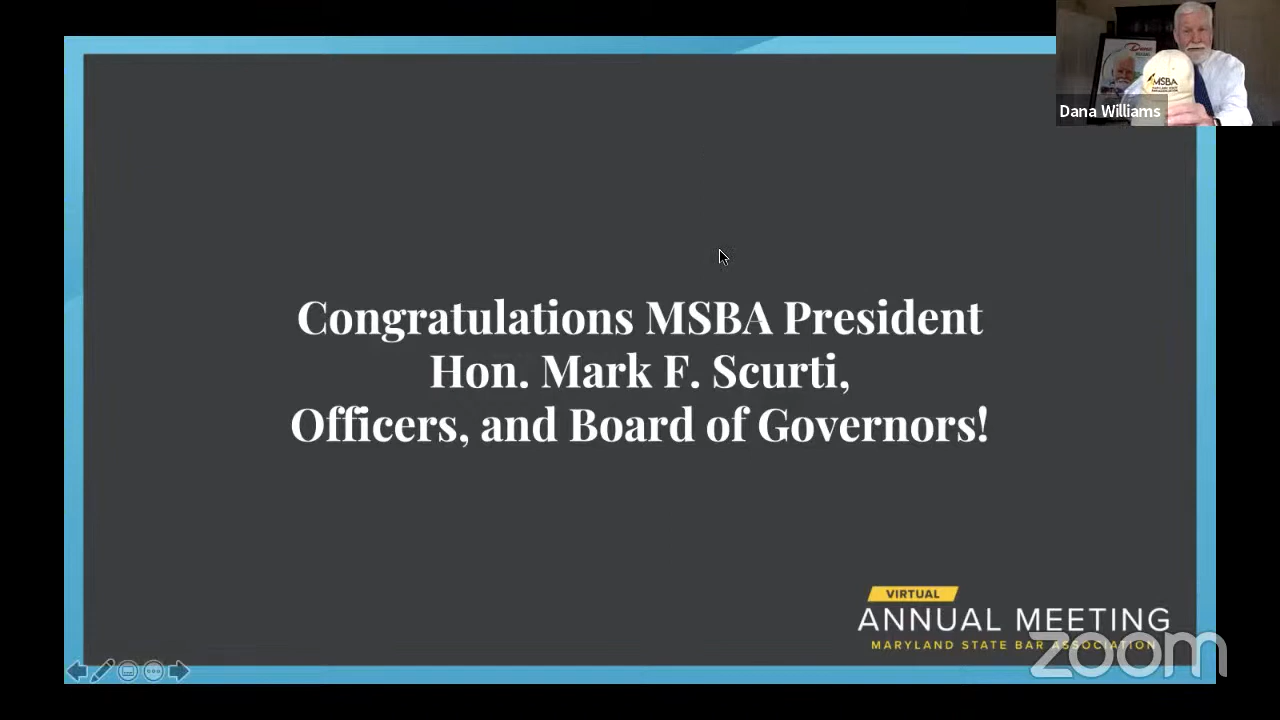 MSBA
Dana Williams
Congratulations MSBA President
Hon. Mark F. Scurti,
Officers, and Board of Governors!
VIRTUAL
ANNUAL MEETING
MARYLAND STATE BAR ASSOCIATION
zoom